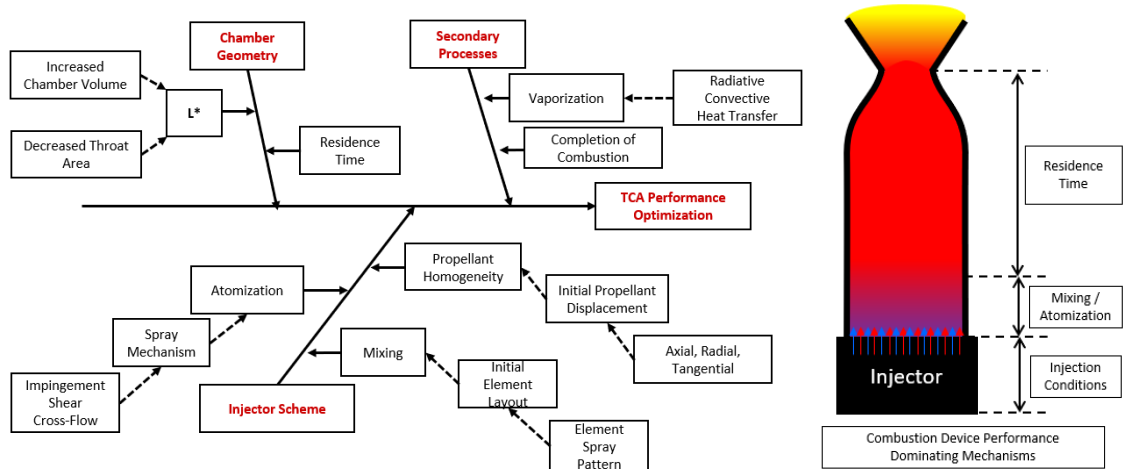 Chamber
Geometry
Secondary
Processes
Increased
Chamber Volume
L*
Decreased Throat
Area
Residence
Time
Vaporization
Radiative
Convective
Heat Transfer
Completion of
Combustion
TCA Performance
Optimization
Propellant
Homogeneity
Atomization
Initial Propellant
Displacement
Spray
Mechanism
Mixing
Axial, Radial,
Tangential
Impingement
Shear
Cross-Flow
Injector Scheme
Initial
Element
Layout
Element
Spray
Pattern
Residence
Time
Mixing /
Atomization
Injector
Injection
Conditions
Combustion Device Performance
Dominating Mechanisms